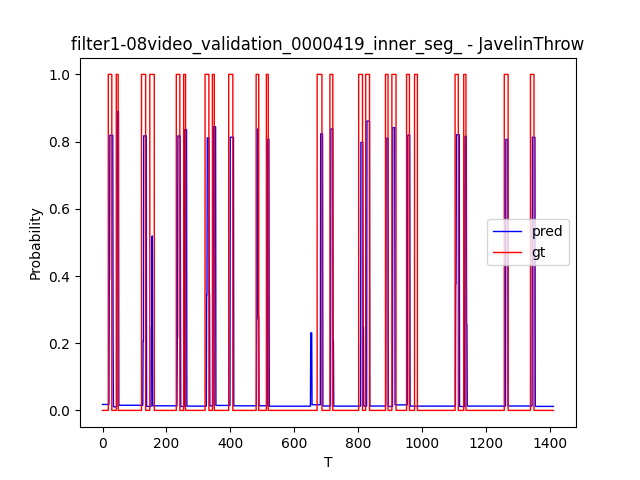 filter1-08video_validation_0000419_inner_seg_ - JavelinThrow
1.0
0.8
0.6
0.4
0.2
0.0
Probability
pred
gt
0 200 400 600 800 1000 1200 1400
T